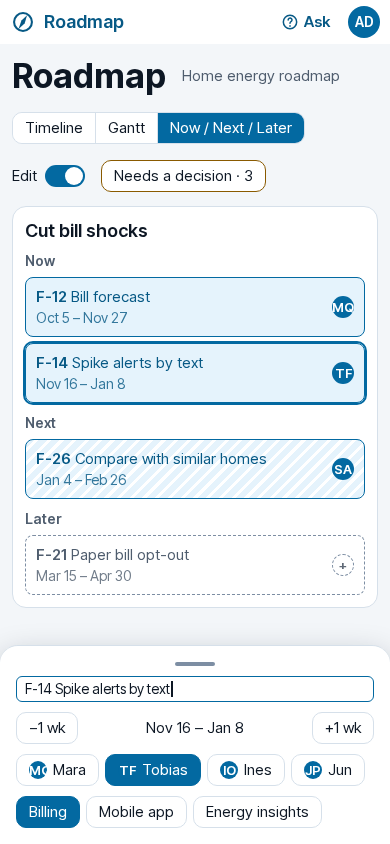 Roadmap
Ask
AD
Roadmap
Home energy roadmap
Timeline
Gantt
Now / Next / Later
Edit
Needs a decision · 3
Cut bill shocks
Now
F-12 Bill forecast
Oct 5 – Nov 27
MQ
F-14 Spike alerts by text
Nov 16 – Jan 8
TF
Next
F-26 Compare with similar homes
Jan 4 – Feb 26
SA
Later
F-21 Paper bill opt-out
Mar 15 – Apr 30
+
F-14 Spike alerts by text
−1 wk
Nov 16 – Jan 8
+1 wk
MQ Mara
TF Tobias
IO Ines
JP Jun
Billing
Mobile app
Energy insights